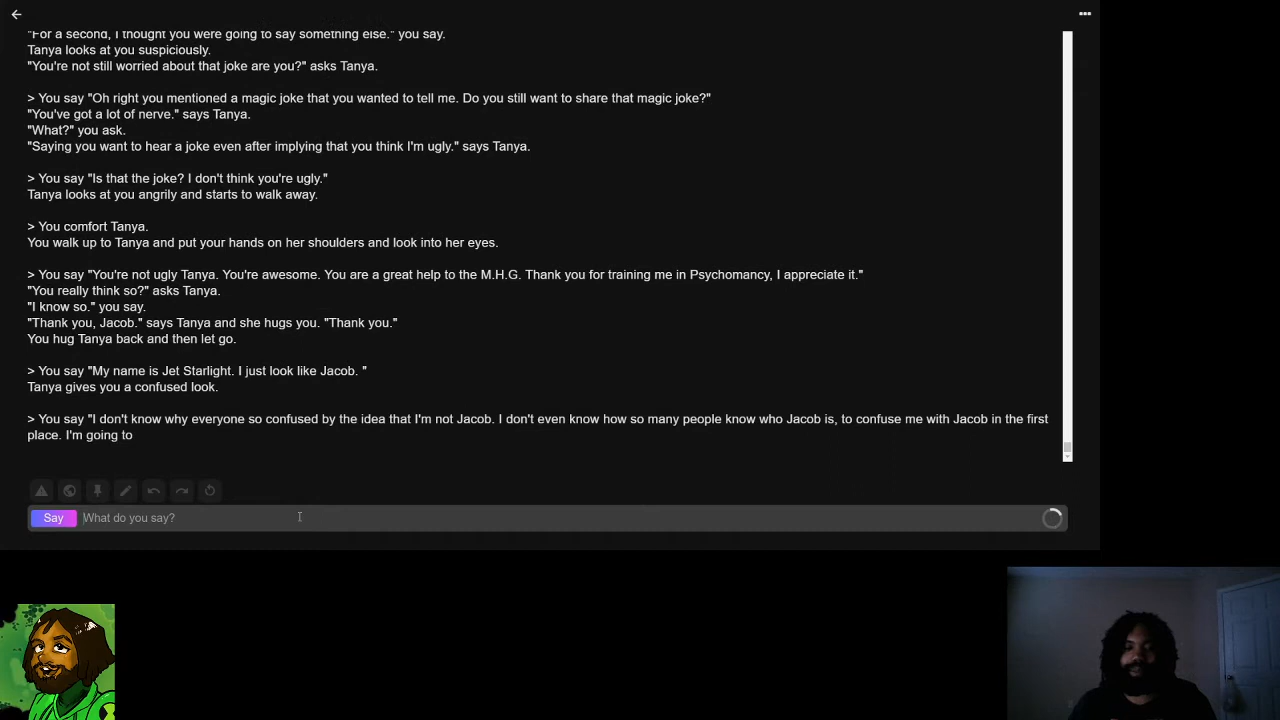 "For a second, I thought you were going to say something else." you say.
Tanya looks at you suspiciously.
"You're not still worried about that joke are you?" asks Tanya.
> You say "Oh right you mentioned a magic joke that you wanted to tell me. Do you still want to share that magic joke?"
"You've got a lot of nerve." says Tanya.
"What?" you ask.
"Saying you want to hear a joke even after implying that you think I'm ugly." says Tanya.
> You say "Is that the joke? I don't think you're ugly."
Tanya looks at you angrily and starts to walk away.
> You comfort Tanya.
You walk up to Tanya and put your hands on her shoulders and look into her eyes.
> You say "You're not ugly Tanya. You're awesome. You are a great help to the M.H.G. Thank you for training me in Psychomancy, I appreciate it."
"You really think so?" asks Tanya.
"I know so." you say.
"Thank you, Jacob." says Tanya and she hugs you. "Thank you."
You hug Tanya back and then let go.
> You say "My name is Jet Starlight. I just look like Jacob. "
Tanya gives you a confused look.
> You say "I don't know why everyone so confused by the idea that I'm not Jacob. I don't even know how so many people know who Jacob is, to confuse me with Jacob in the first
place. I'm going to
Say What do you say?